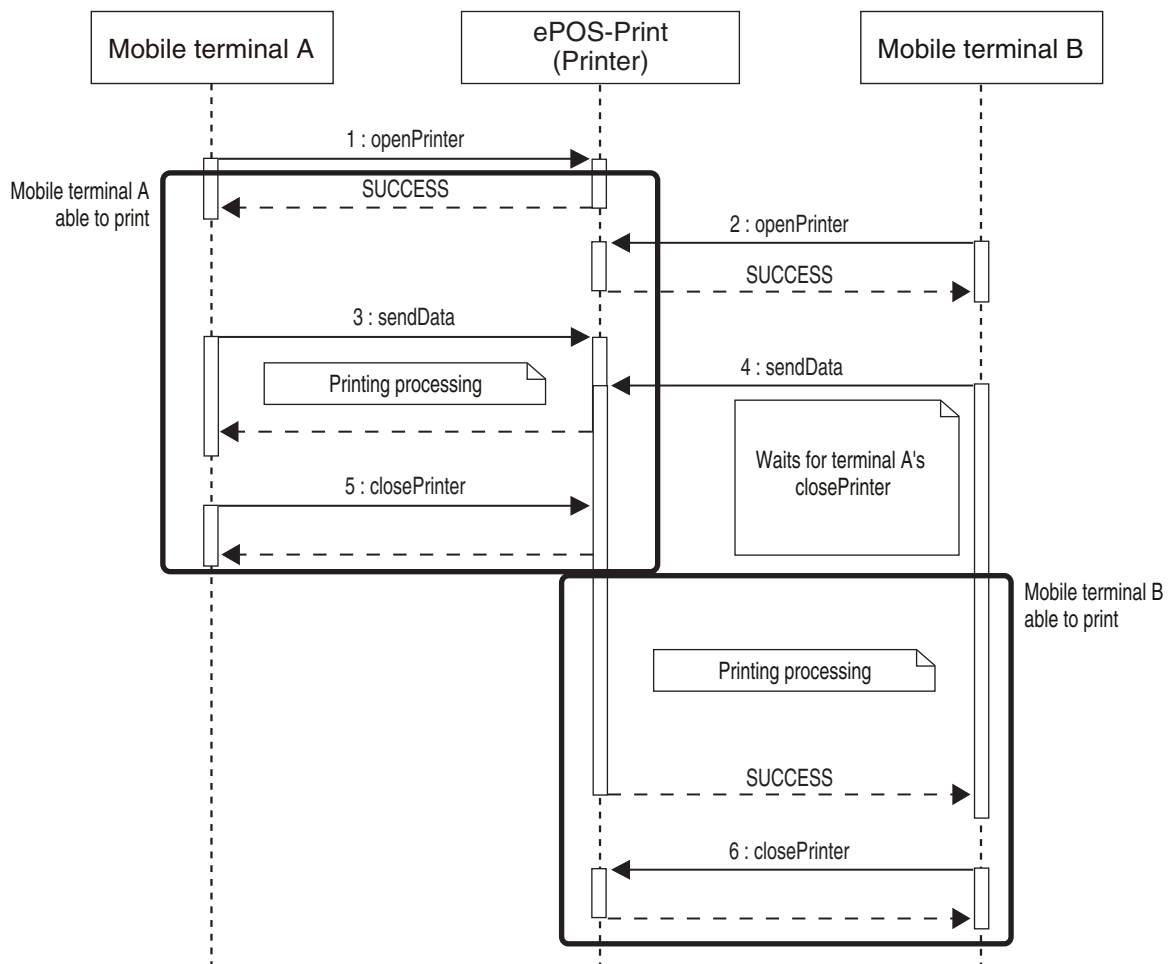 Mobile terminal A
ePOS-Print
(Printer)
Mobile terminal B
1 : openPrinter
Mobile terminal A
able to print
SUCCESS
2 : openPrinter
SUCCESS
3 : sendData
Printing processing
4 : sendData
Waits for terminal A's
closePrinter
5 : closePrinter
Mobile terminal B
able to print
Printing processing
SUCCESS
6 : closePrinter